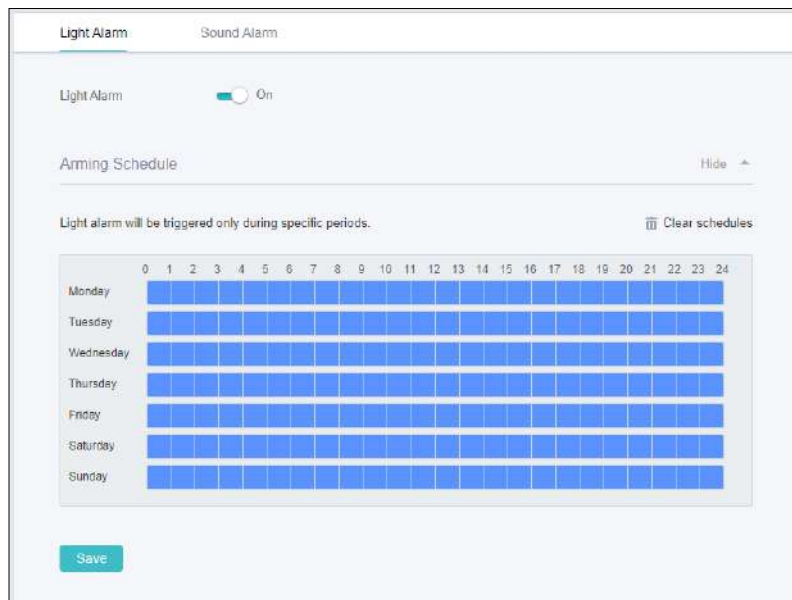 Light Alarm Sound Alarm
Light Alarm On
Arming Schedule Hide
Light alarm will be triggered only during specific periods. Clear schedules
0 1 2 3 4 5 6 7 8 9 10 11 12 13 14 15 16 17 18 19 20 21 22 23 24
Monday
Tuesday
Wednesday
Thursday
Friday
Saturday
Sunday
Save